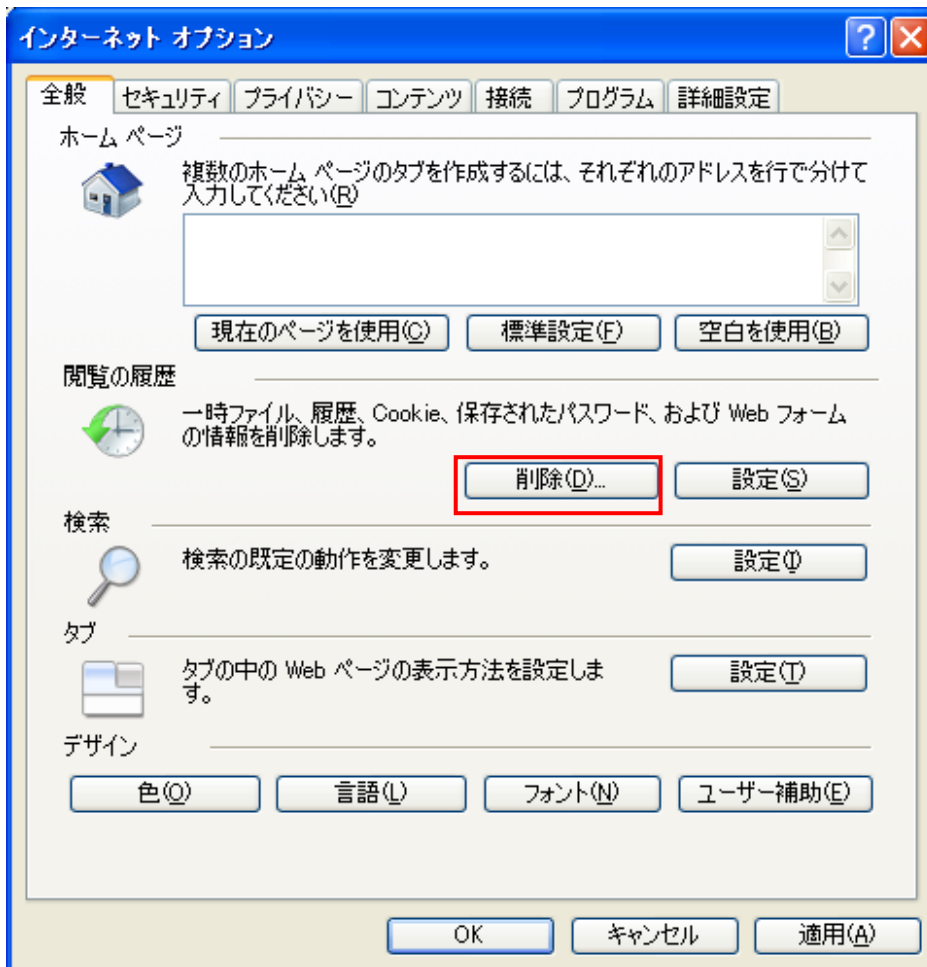 インターネット オプション
全般 セキュリティ プライバシー コンテンツ 接続 プログラム 詳細設定
ホーム ページ
複数のホーム ページのタブを作成するには、それぞれのアドレスを行で分けて
入力してください(R)
現在のページを使用(C) 標準設定(F) 空白を使用(B)
閲覧の履歴
一時ファイル、履歴、Cookie、保存されたパスワード、および Web フォーム
の情報を削除します。
削除(D)... 設定(S)
検索
検索の既定の動作を変更します。 設定(I)
タブ
タブの中の Web ページの表示方法を設定しま
す。
設定(T)
デザイン
色(O) 言語(L) フォント(N) ユーザー補助(E)
OK キャンセル 適用(A)